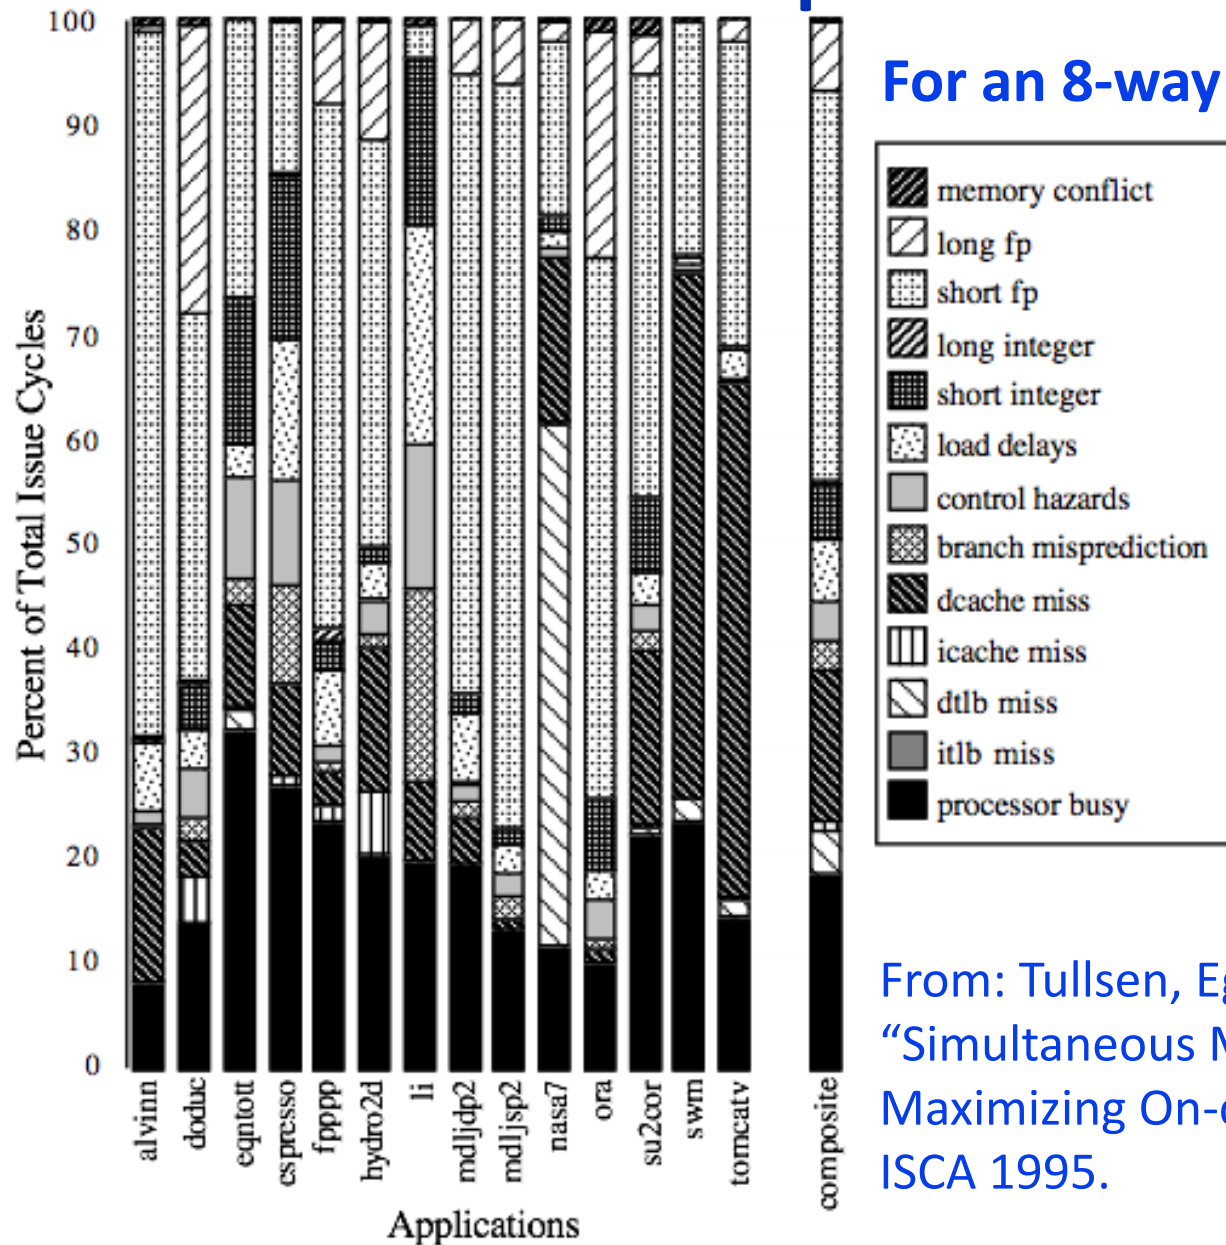 For an 8-way
100
90
80
70
60
50
40
30
20
10
0
Percent of Total Issue Cycles
alvinn
doduc
eqntott
espresso
fpppp
hydro2d
li
mdljdp2
mdljsp2
nasa7
ora
su2cor
swm
tomcatv
composite
Applications
memory conflict
long fp
short fp
long integer
short integer
load delays
control hazards
branch misprediction
dcache miss
icache miss
dtlb miss
itlb miss
processor busy
From: Tullsen,
“Simultaneous
Maximizing
ISCA 1995.